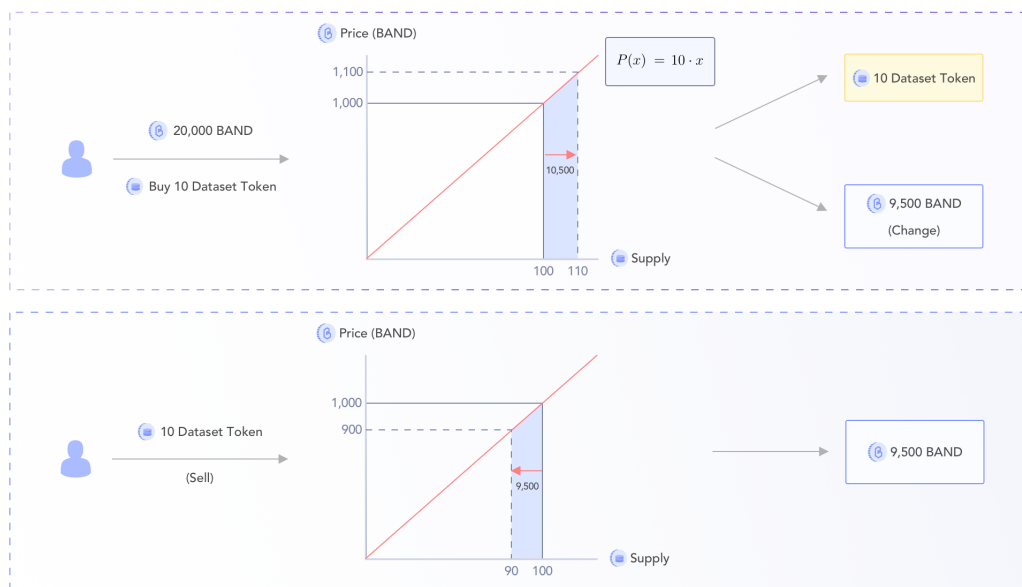 Price (BAND)
P(x) = 10 · x
1,100
1,000
10 Dataset Token
20,000 BAND
10,500
Buy 10 Dataset Token
9,500 BAND
(Change)
Supply
100 110
Price (BAND)
1,000
900
10 Dataset Token
9,500 BAND
(Sell)
9,500
Supply
90 100